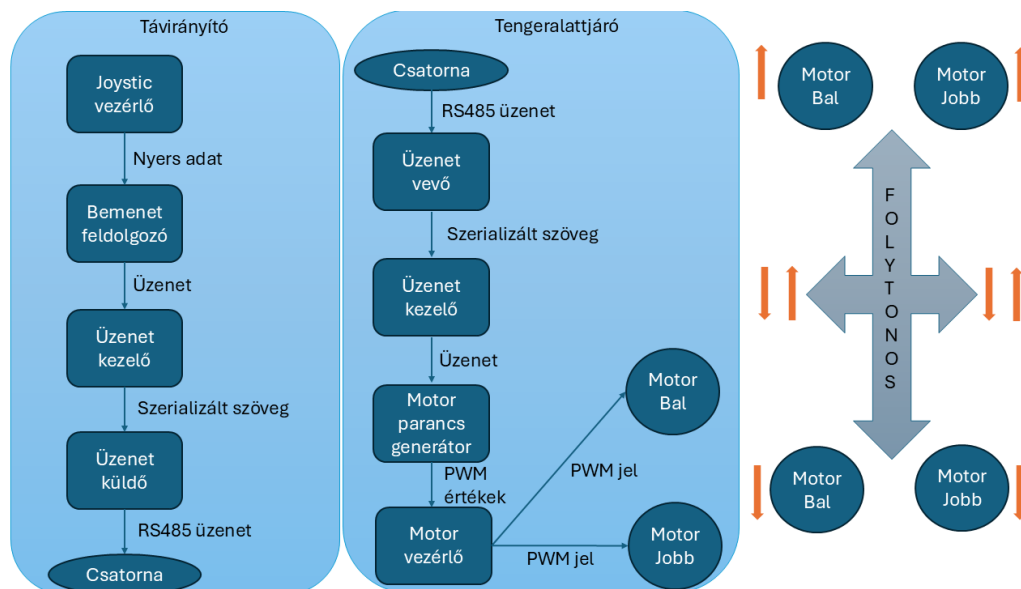 Távirányító
Joystic
vezérlő
Nyers adat
Bemenet
feldolgozó
Üzenet
Üzenet
kezelő
Szerializált szöveg
Üzenet
küldő
RS485 üzenet
Csatorna
Tengeralattjáró
Csatorna
RS485 üzenet
Üzenet
vevő
Szerializált szöveg
Üzenet
kezelő
Üzenet
Motor
parancs
generátor
PWM
értékek
Motor
vezérlő
PWM jel
PWM jel
Motor
Bal
Motor
Jobb
Motor
Bal
Motor
Jobb
FOLYTONOS
Motor
Bal
Motor
Jobb